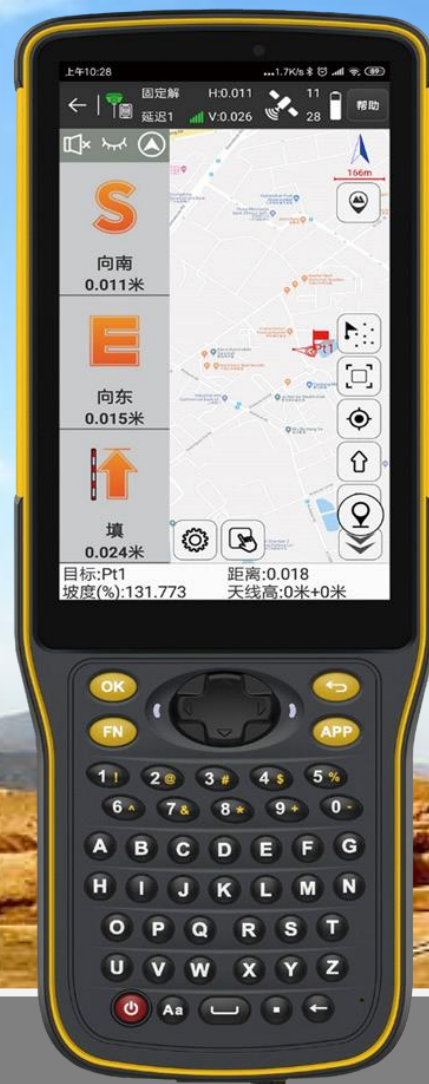 上午10:28
...1.7K/s
89
固定解 H:0.011 11
延迟1 V:0.026 28
帮助
166m
S
向南
0.011米
E
向东
0.015米
填
0.024米
Pt1
目标:Pt1 距离:0.018
坡度(%):131.773 天线高:0米+0米
OK
FN APP
1 ! 2 @ 3 # 4 $ 5 %
6 ^ 7 & 8 * 9 + 0 -
A B C D E F G
H I J K L M N
O P Q R S T
U V W X Y Z
Aa